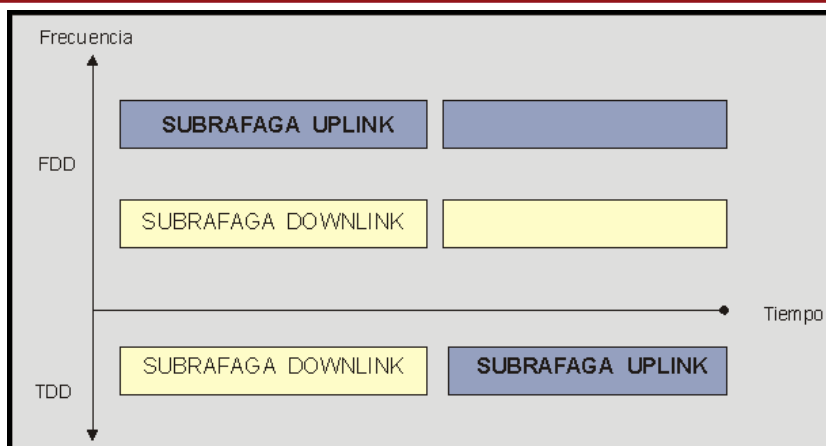 Frecuencia
SUBRAFAGA UPLINK
FDD
SUBRAFAGA DOWNLINK
Tiempo
SUBRAFAGA DOWNLINK
SUBRAFAGA UPLINK
TDD